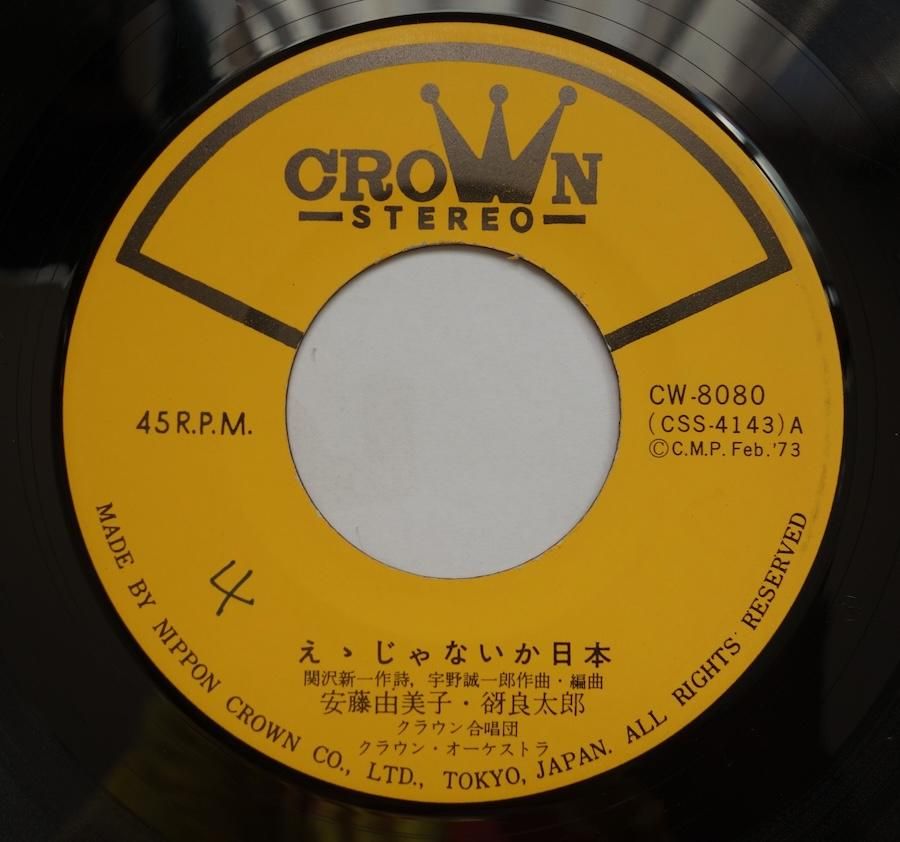 CROWN
STEREO
45 R.P.M.
CW-8080
(CSS-4143) A
©C.M.P. Feb.'73
4
えゝじゃないか日本
関沢新一作詩, 宇野誠一郎作曲・編曲
安藤由美子・谺良太郎
クラウン合唱団
クラウン・オーケストラ
MADE BY NIPPON CROWN CO., LTD., TOKYO, JAPAN. ALL RIGHTS RESERVED